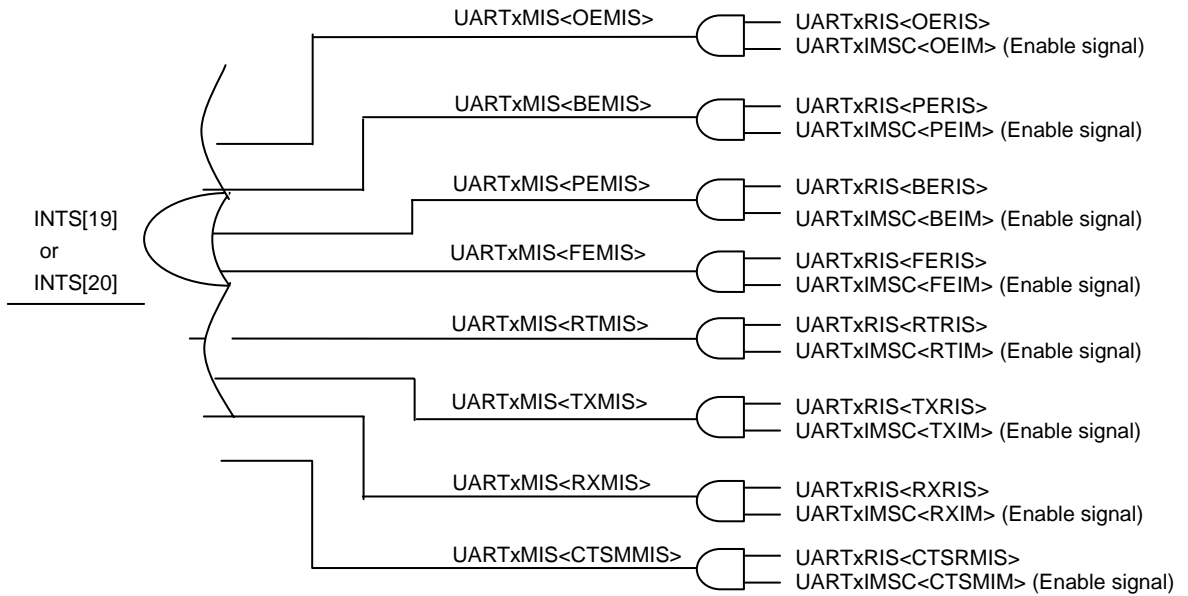 UARTxMIS<OEMIS>
UARTxRIS<OERIS>
UARTxIMSC<OEIM> (Enable signal)
UARTxMIS<BEMIS>
UARTxRIS<PERIS>
UARTxIMSC<PEIM> (Enable signal)
UARTxMIS<PEMIS>
UARTxRIS<BERIS>
UARTxIMSC<BEIM> (Enable signal)
INTS[19]
or
INTS[20]
UARTxMIS<FEMIS>
UARTxRIS<FERIS>
UARTxIMSC<FEIM> (Enable signal)
UARTxMIS<RTMIS>
UARTxRIS<RTRIS>
UARTxIMSC<RTIM> (Enable signal)
UARTxMIS<TXMIS>
UARTxRIS<TXRIS>
UARTxIMSC<TXIM> (Enable signal)
UARTxMIS<RXMIS>
UARTxRIS<RXRIS>
UARTxIMSC<RXIM> (Enable signal)
UARTxMIS<CTSMMIS>
UARTxRIS<CTSRMIS>
UARTxIMSC<CTSMIM> (Enable signal)